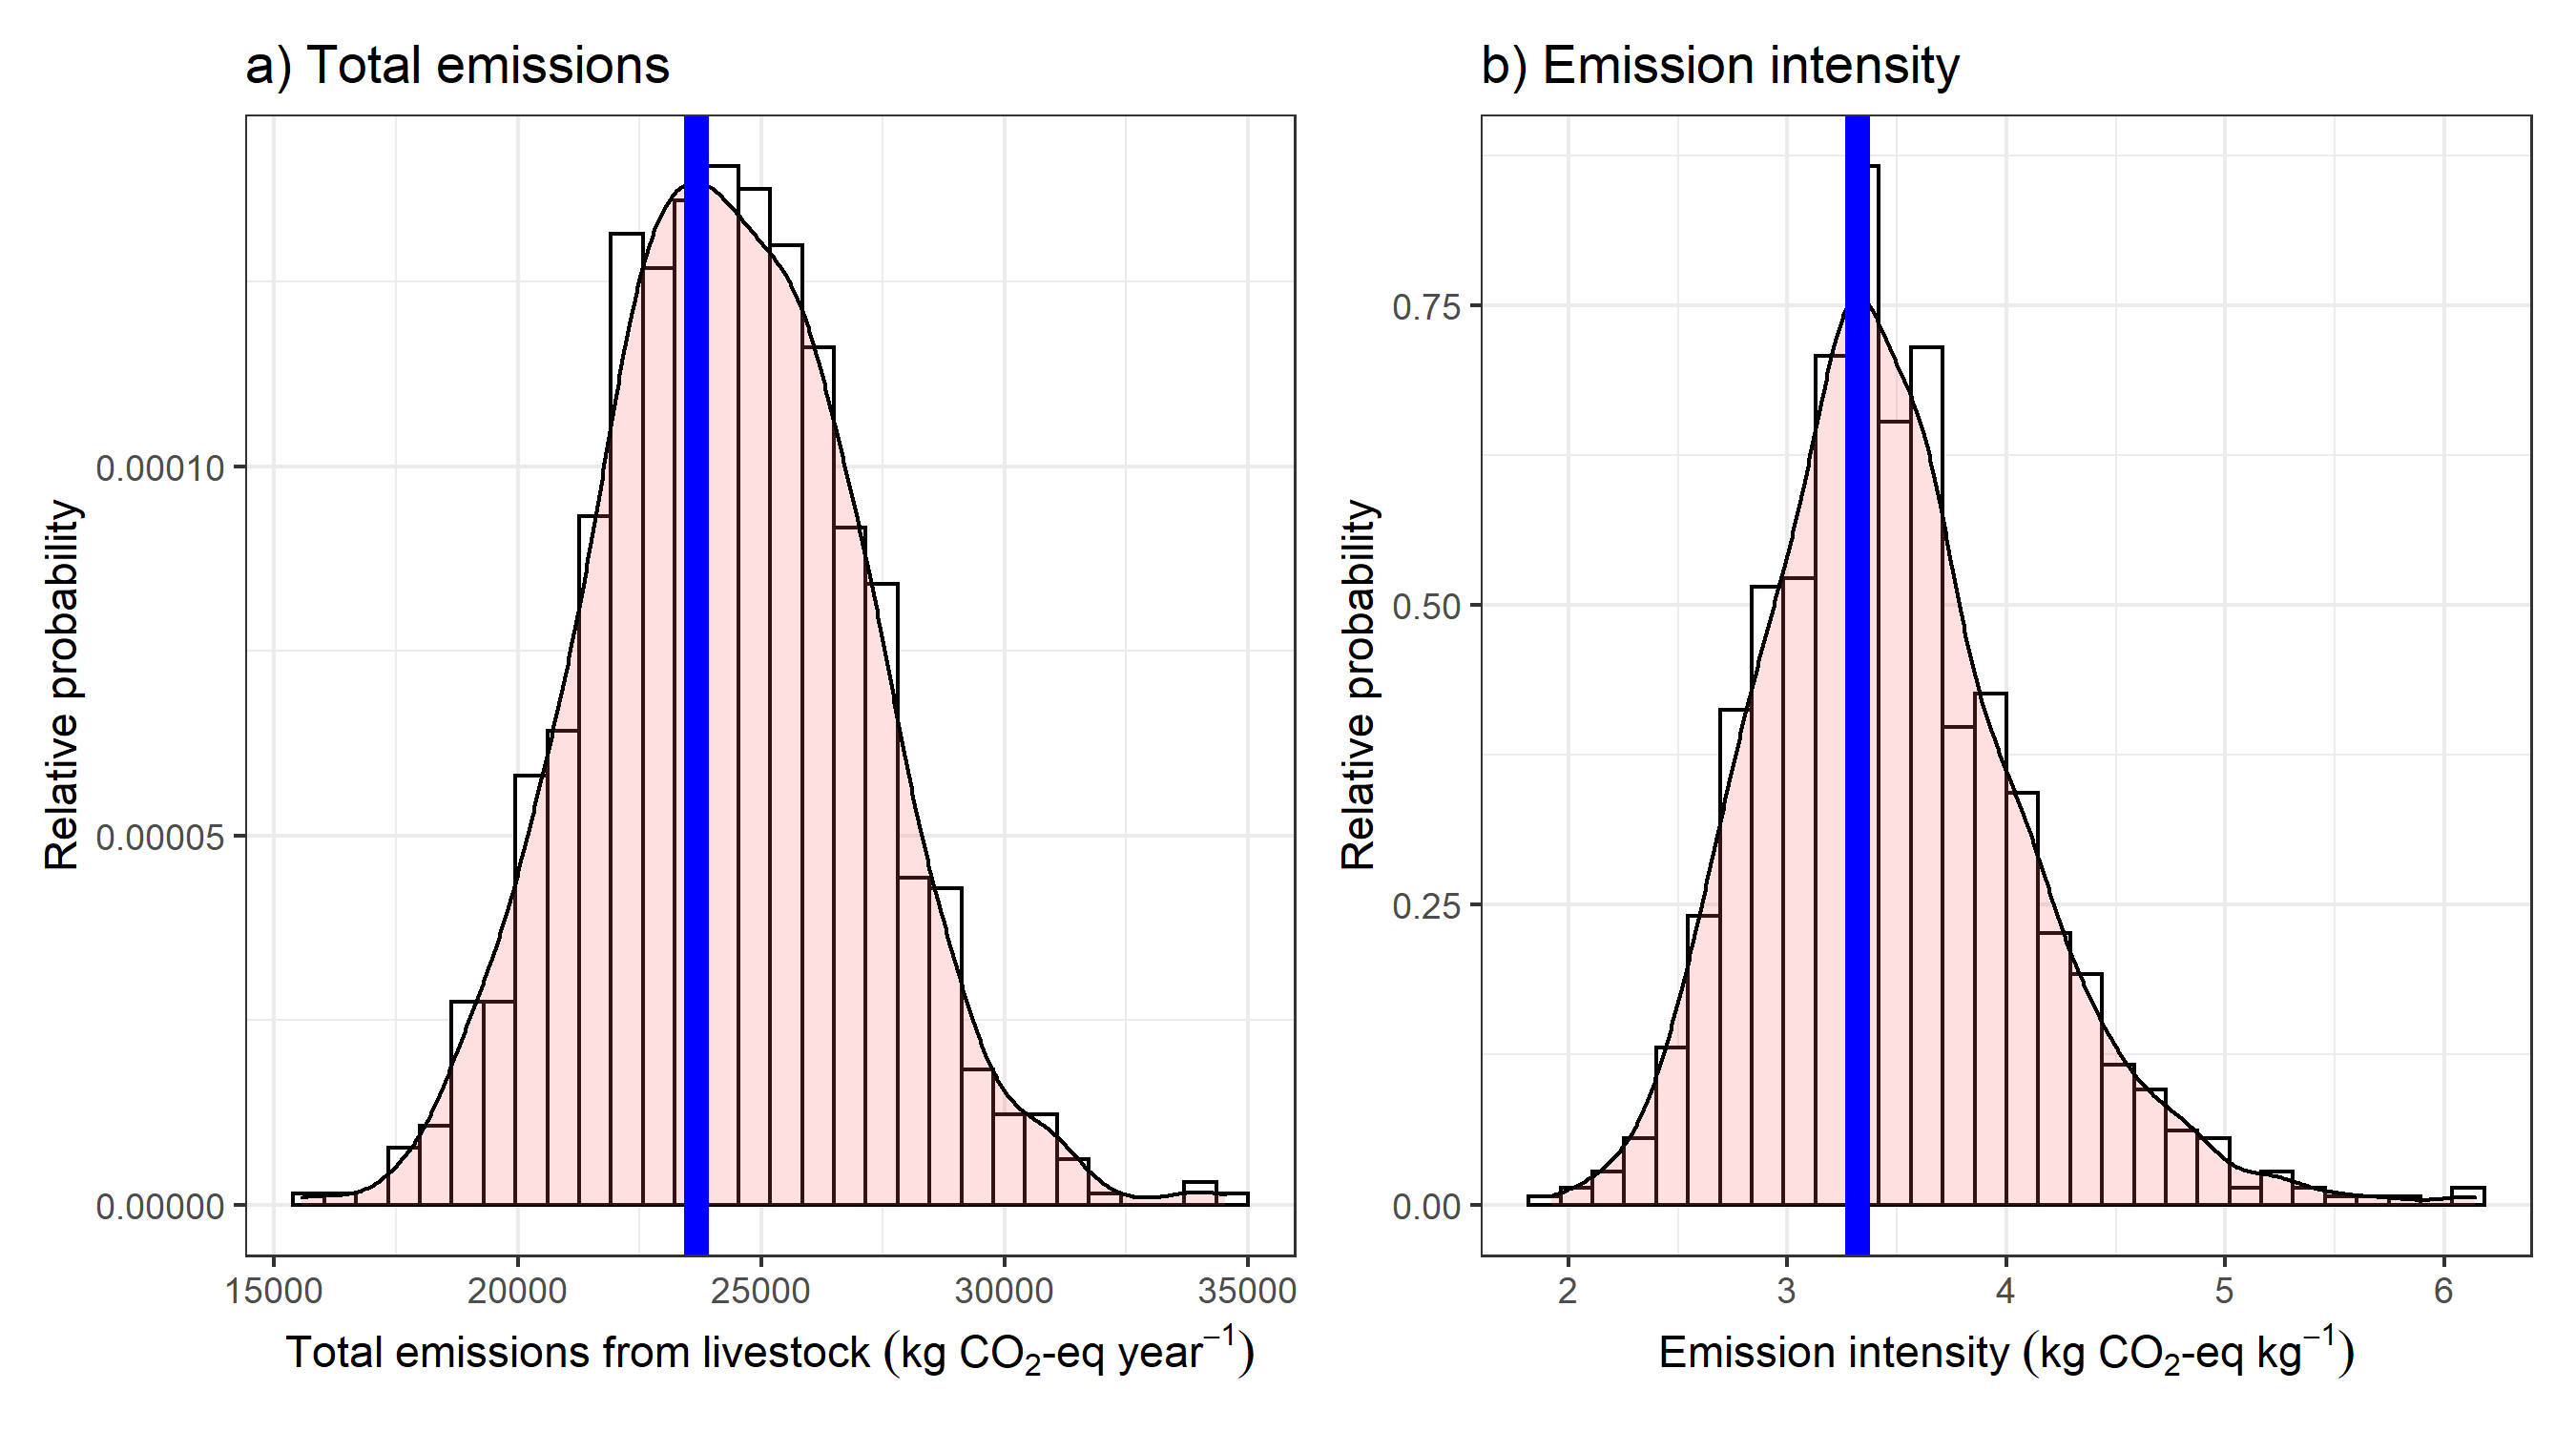 a) Total emissions
Relative probability
0.00010
0.00005
0.00000
15000 20000 25000 30000 35000
Total emissions from livestock (kg CO₂-eq year⁻¹)
b) Emission intensity
Relative probability
0.75
0.50
0.25
0.00
2 3 4 5 6
Emission intensity (kg CO₂-eq kg⁻¹)